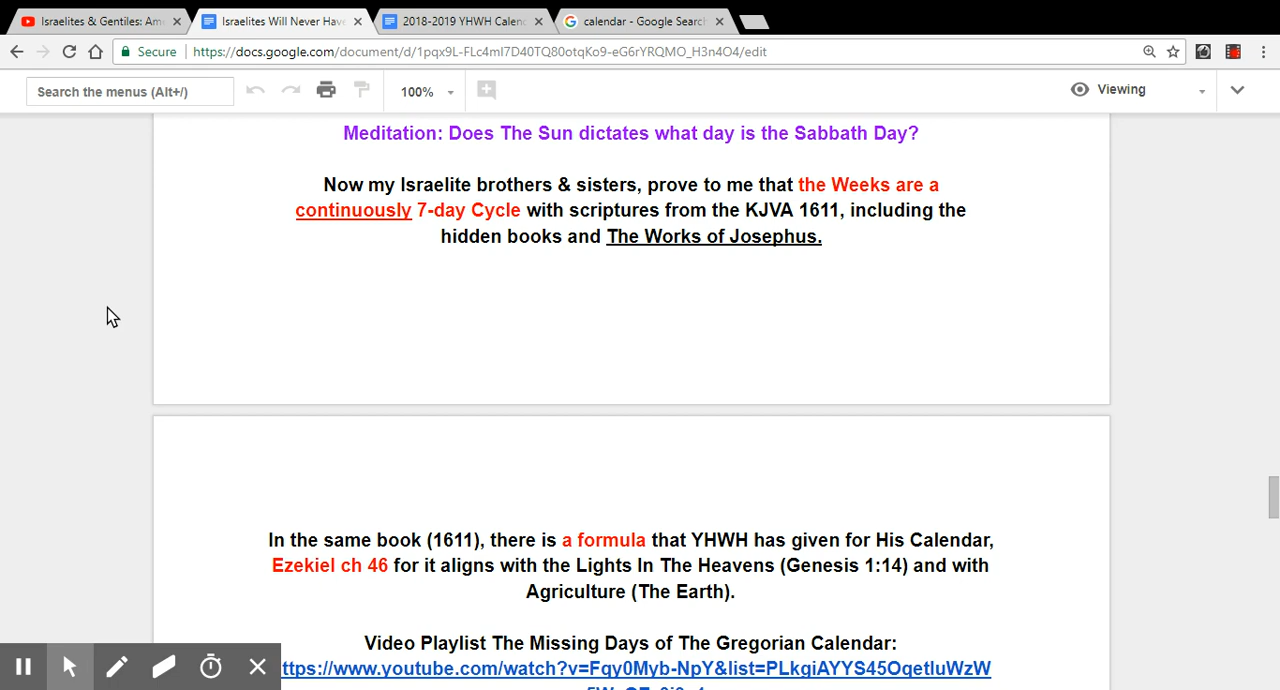 Israelites & Gentiles: Am
Israelites Will Never Have
2018-2019 YHWH Calen
calendar - Google Searc
Secure
https://docs.google.com/document/d/1pqx9L-FLc4mI7D40TQ80otqKo9-eG6rYRQMO_H3n4O4/edit
Search the menus (Alt+/)
100%
Viewing
Meditation: Does The Sun dictates what day is the Sabbath Day?
Now my Israelite brothers & sisters, prove to me that the Weeks are a
continuously 7-day Cycle with scriptures from the KJVA 1611, including the
hidden books and The Works of Josephus.
In the same book (1611), there is a formula that YHWH has given for His Calendar,
Ezekiel ch 46 for it aligns with the Lights In The Heavens (Genesis 1:14) and with
Agriculture (The Earth).
Video Playlist The Missing Days of The Gregorian Calendar:
ttps://www.youtube.com/watch?v=Fqy0Myb-NpY&list=PLkgiAYYS45OqetIuWzW